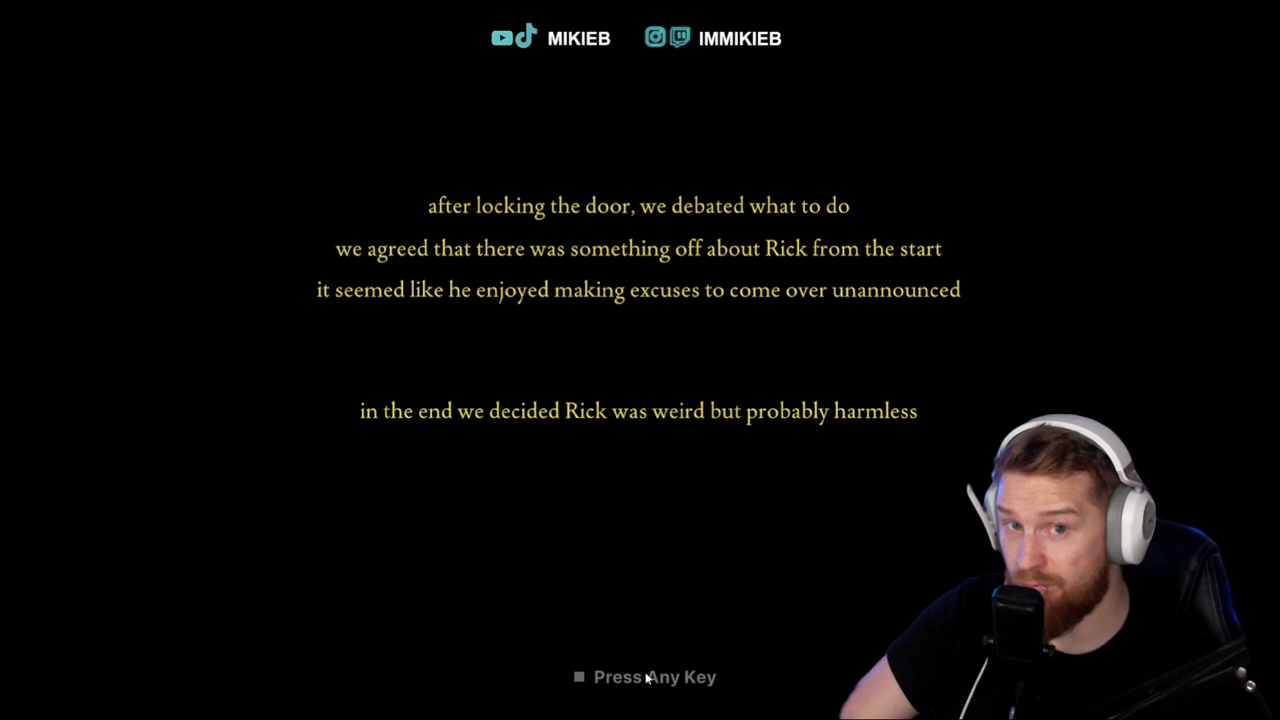 MIKIEB IMMIKIEB
after locking the door, we debated what to do
we agreed that there was something off about Rick from the start
it seemed like he enjoyed making excuses to come over unannounced
in the end we decided Rick was weird but probably harmless
Press Any Key